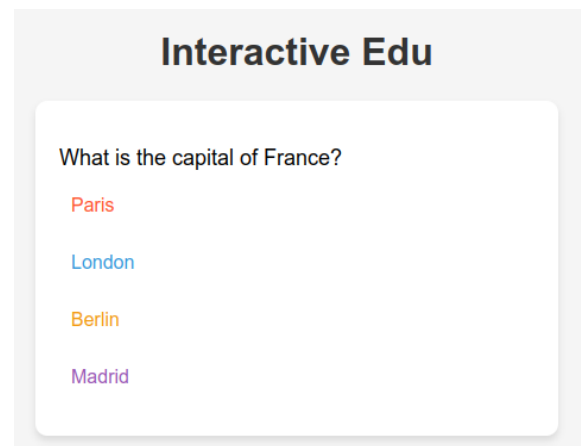 Interactive Edu
What is the capital of France?
Paris
London
Berlin
Madrid